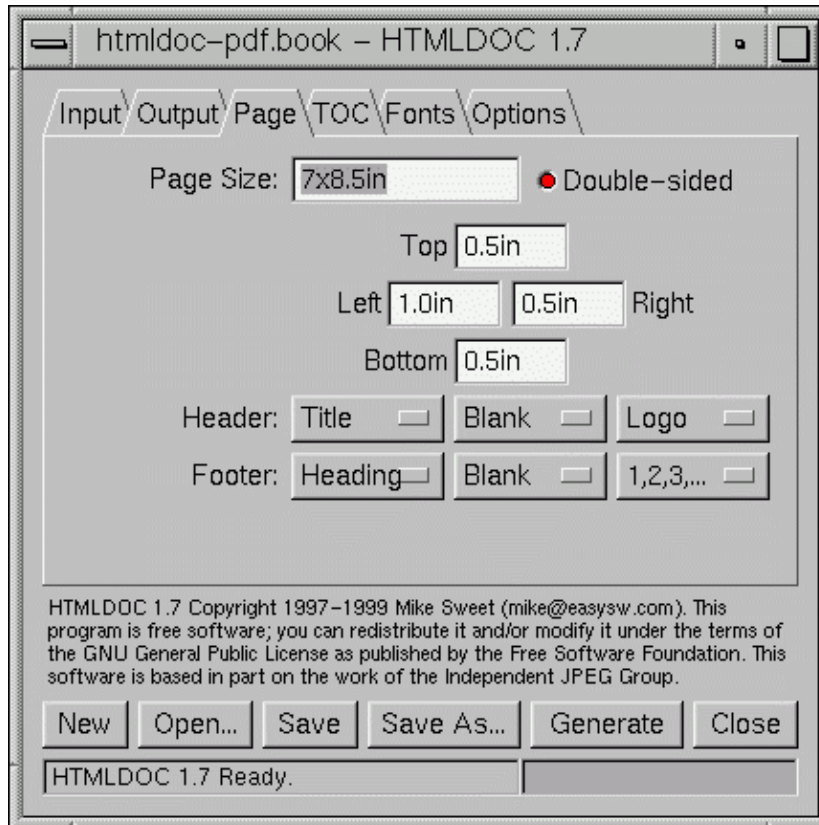 htmldoc-pdf.book - HTMLDOC 1.7
Input Output Page TOC Fonts Options
Page Size: 7x8.5in Double-sided
Top 0.5in
Left 1.0in 0.5in Right
Bottom 0.5in
Header: Title Blank Logo
Footer: Heading Blank 1,2,3,...
HTMLDOC 1.7 Copyright 1997-1999 Mike Sweet (mike@easysw.com). This
program is free software; you can redistribute it and/or modify it under the terms of
the GNU General Public License as published by the Free Software Foundation. This
software is based in part on the work of the Independent JPEG Group.
New Open... Save Save As... Generate Close
HTMLDOC 1.7 Ready.